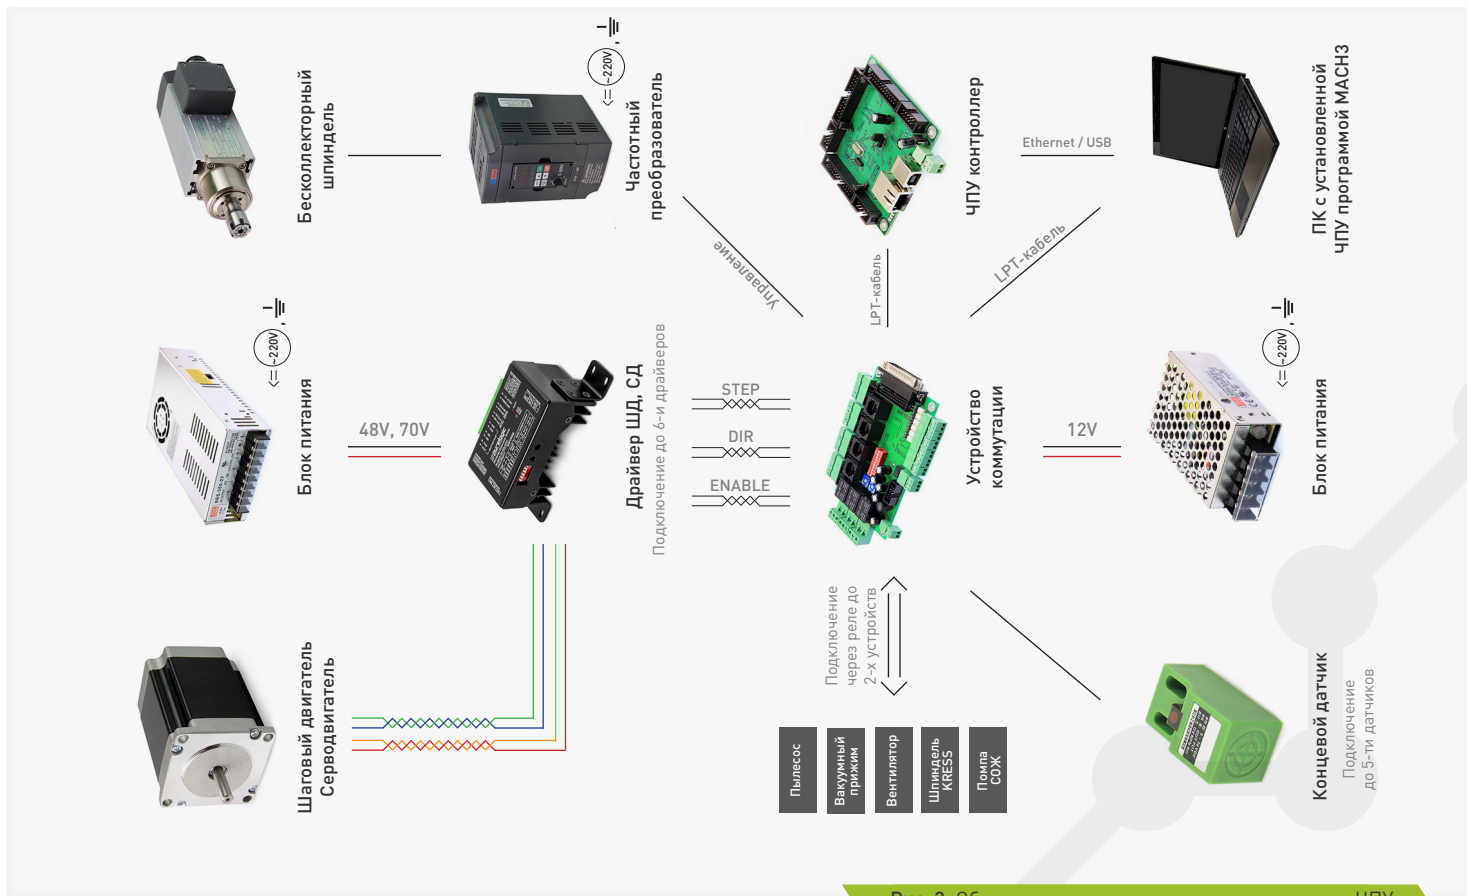 Бесколлекторный
шпиндель
<= ~220V,
Частотный
преобразователь
ЧПУ контроллер
Ethernet / USB
ПК с установленной
ЧПУ программой MACH3
Управление
LPT-кабель
LPT-кабель
<= ~220V,
Блок питания
48V, 70V
Драйвер ШД, СД
Подключение до 6-и драйверов
STEP
DIR
ENABLE
Устройство
коммутации
12V
<= ~220V,
Блок питания
Шаговый двигатель
Серводвигатель
Подключение
через реле до
2-х устройств
Пылесос
Вакуумный
прижим
Вентилятор
Шпиндель
KRESS
Помпа
СОЖ
Концевой датчик
Подключение
до 5-ти датчиков